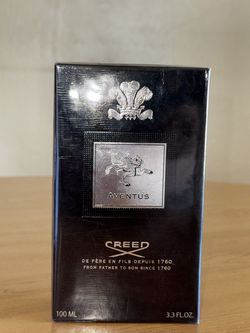 AVENTUS
CREED
DE PÈRE EN FILS DEPUIS 1760
FROM FATHER TO SON SINCE 1760
100 ML 3.3 FL.OZ.